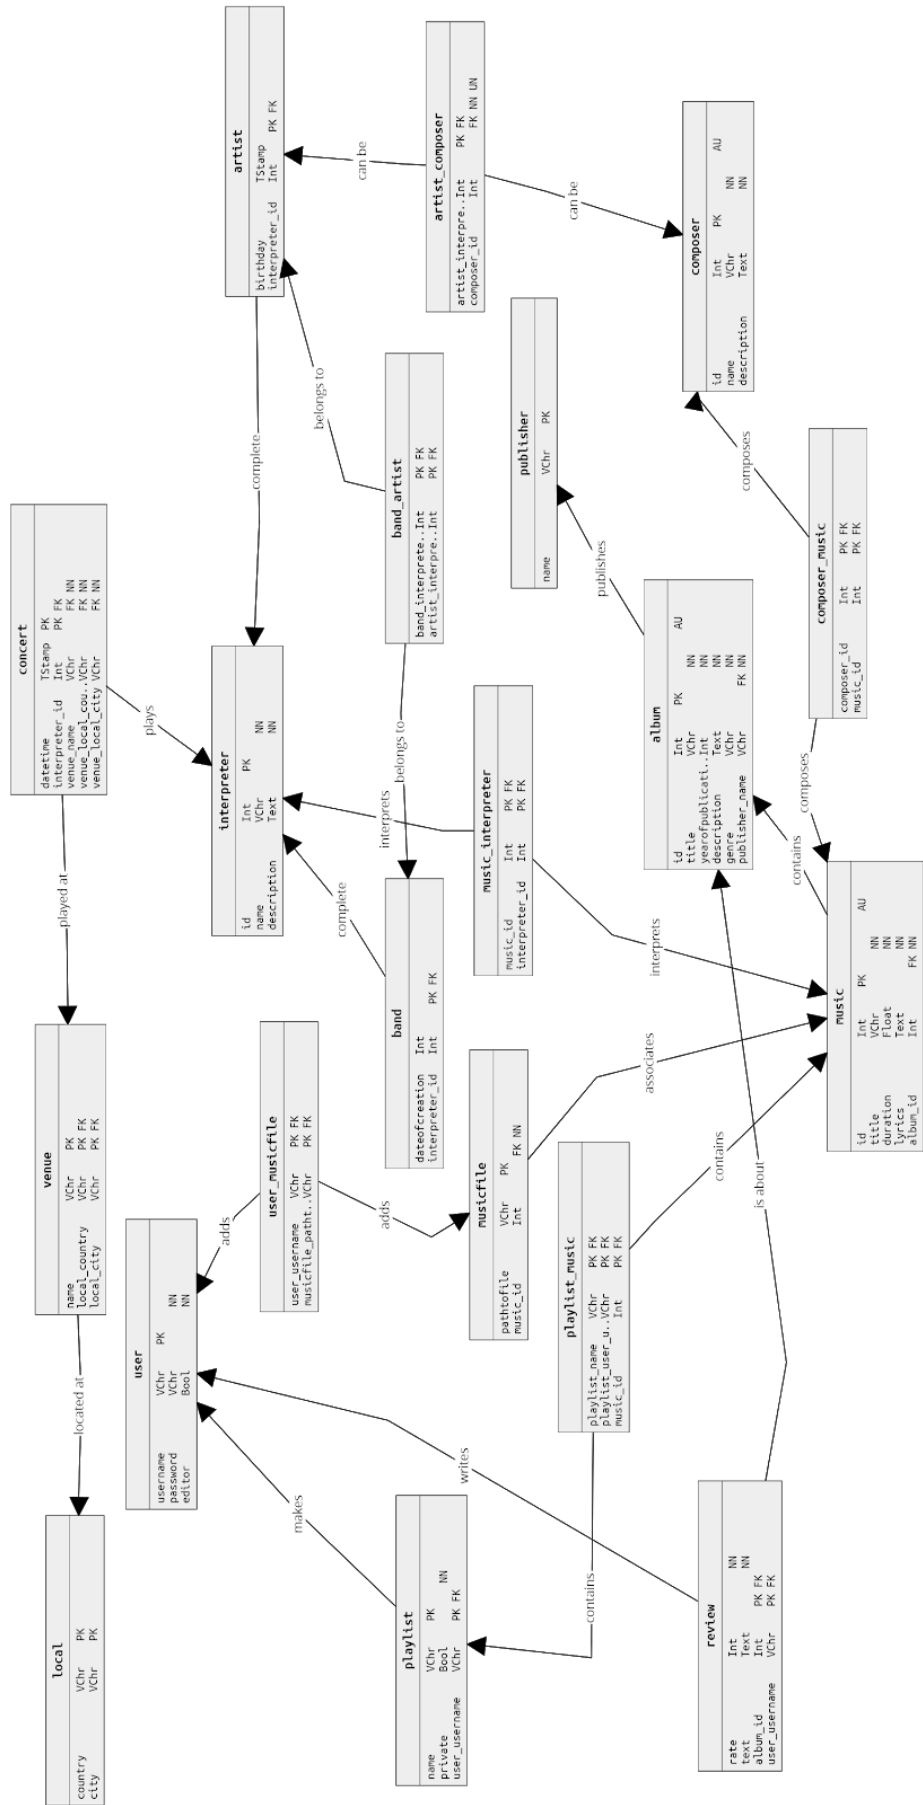 concert
datetime TStamp PK
interpreter_id Int PK FK
venue_name VChr FK NN
venue_local_cou..VChr FK NN
venue_local_city VChr FK NN
venue
name VChr PK
local_country VChr PK FK
local_city VChr PK FK
local
country VChr PK
city VChr PK
located at
played at
plays
user
username VChr PK
password VChr NN
editor Bool NN
interpreter
id Int PK
name VChr NN
description Text NN
artist
birthday TStamp
interpreter_id Int PK FK
adds
complete
complete
user_musicfile
user_username VChr PK FK
musicfile_patht..VChr PK FK
makes
belongs to
can be
band
dateofcreation Int
interpreter_id Int PK FK
interprets
belongs to
band_artist
band_interprete..Int PK FK
artist_interpre..Int PK FK
artist_composer
artist_interpre..Int PK FK
composer_id Int FK NN UN
adds
playlist
name VChr PK
private Bool NN
user_username VChr PK FK
writes
musicfile
pathtofile VChr PK
music_id Int FK NN
music_interpreter
music_id Int PK FK
interpreter_id Int PK FK
publisher
name VChr PK
can be
playlist_music
playlist_name VChr PK FK
playlist_user_u..VChr PK FK
music_id Int PK FK
contains
publishes
associates
interprets
album
id Int PK AU
title VChr NN
yearofpublicati..Int NN
description Text NN
genre VChr NN
publisher_name VChr FK NN
composer
id Int PK AU
name VChr NN
description Text NN
contains
review
rate Int NN
text Text NN
album_id Int PK FK
user_username VChr PK FK
is about
composes
contains
composes
composer_music
composer_id Int PK FK
music_id Int PK FK
music
id Int PK AU
title VChr NN
duration Float NN
lyrics Text NN
album_id Int FK NN